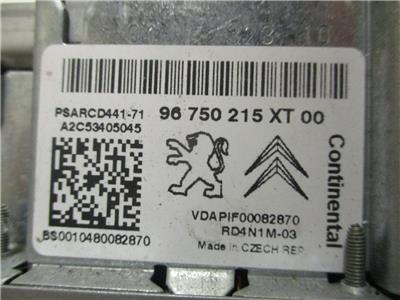 PSARCD441-71
A2C53405045
96 750 215 XT 00
Continental
VDAPIF00082870
RD4N1M-03
BS0010480082870
Made in CZECH REP